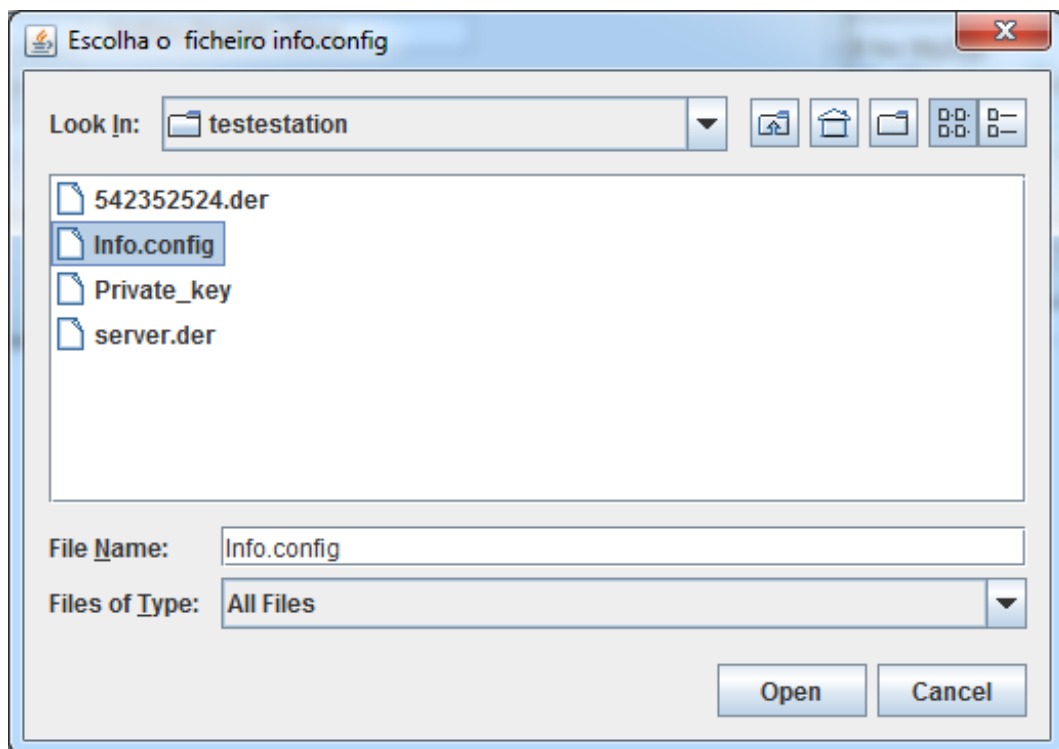 Escolha o  ficheiro info.config
Look In: testestation
542352524.der
Info.config
Private_key
server.der
File Name: Info.config
Files of Type: All Files
Open Cancel